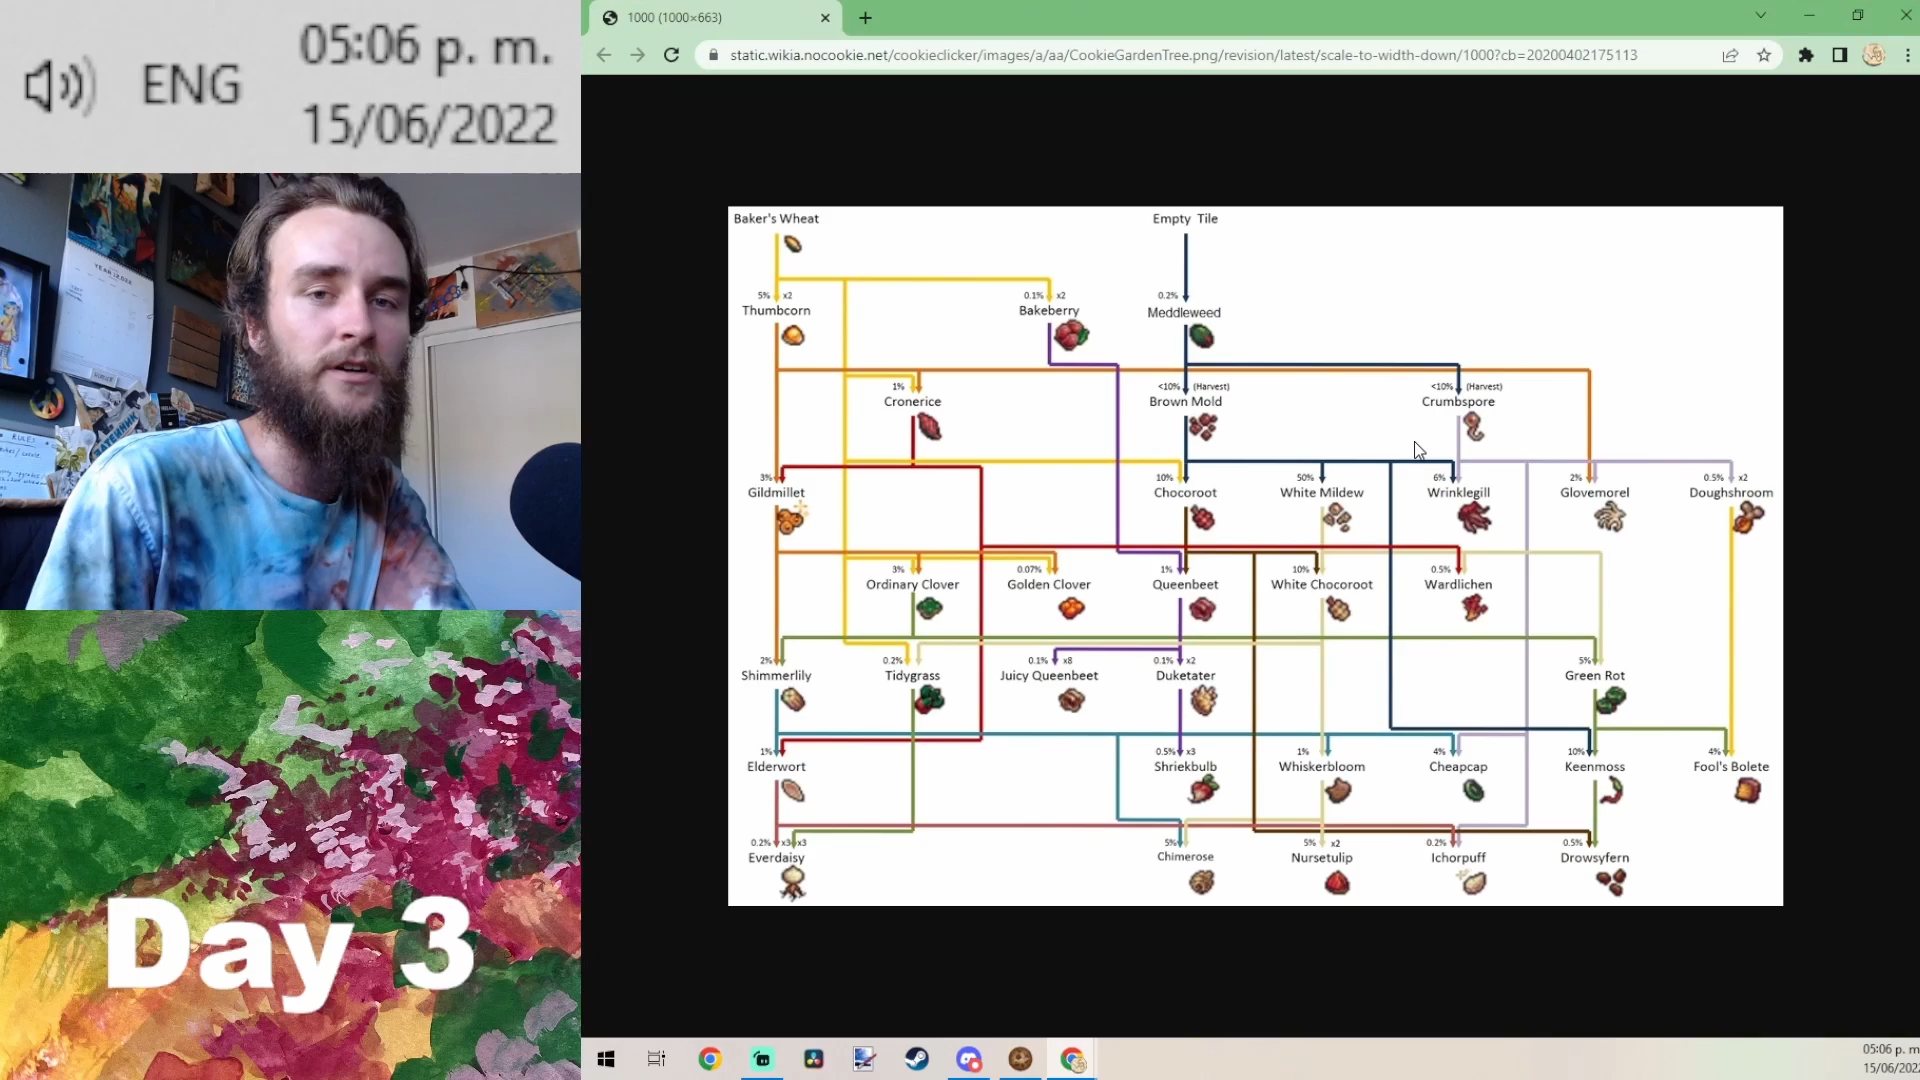 05:06 p. m.
ENG
15/06/2022
RULES
Day 3
1000 (1000×663)
static.wikia.nocookie.net/cookieclicker/images/a/aa/CookieGardenTree.png/revision/latest/scale-to-width-down/1000?cb=20200402175113
Baker's Wheat
Empty Tile
5% x2
0.1% x2
0.2%
Thumbcorn
Bakeberry
Meddleweed
1%
<10% (Harvest)
<10% (Harvest)
Cronerice
Brown Mold
Crumbspore
3%
10%
50%
6%
2%
0.5% x2
Gildmillet
Chocoroot
White Mildew
Wrinklegill
Glovemorel
Doughshroom
3%
0.07%
1%
10%
0.5%
Ordinary Clover
Golden Clover
Queenbeet
White Chocoroot
Wardlichen
2%
0.2%
0.1% x8
0.1% x2
5%
Shimmerlily
Tidygrass
Juicy Queenbeet
Duketater
Green Rot
1%
0.5% x3
1%
4%
10%
4%
Elderwort
Shriekbulb
Whiskerbloom
Cheapcap
Keenmoss
Fool's Bolete
0.2% x3 x3
5%
5% x2
0.2%
0.5%
Everdaisy
Chimerose
Nursetulip
Ichorpuff
Drowsyfern
05:06 p. m
15/06/202